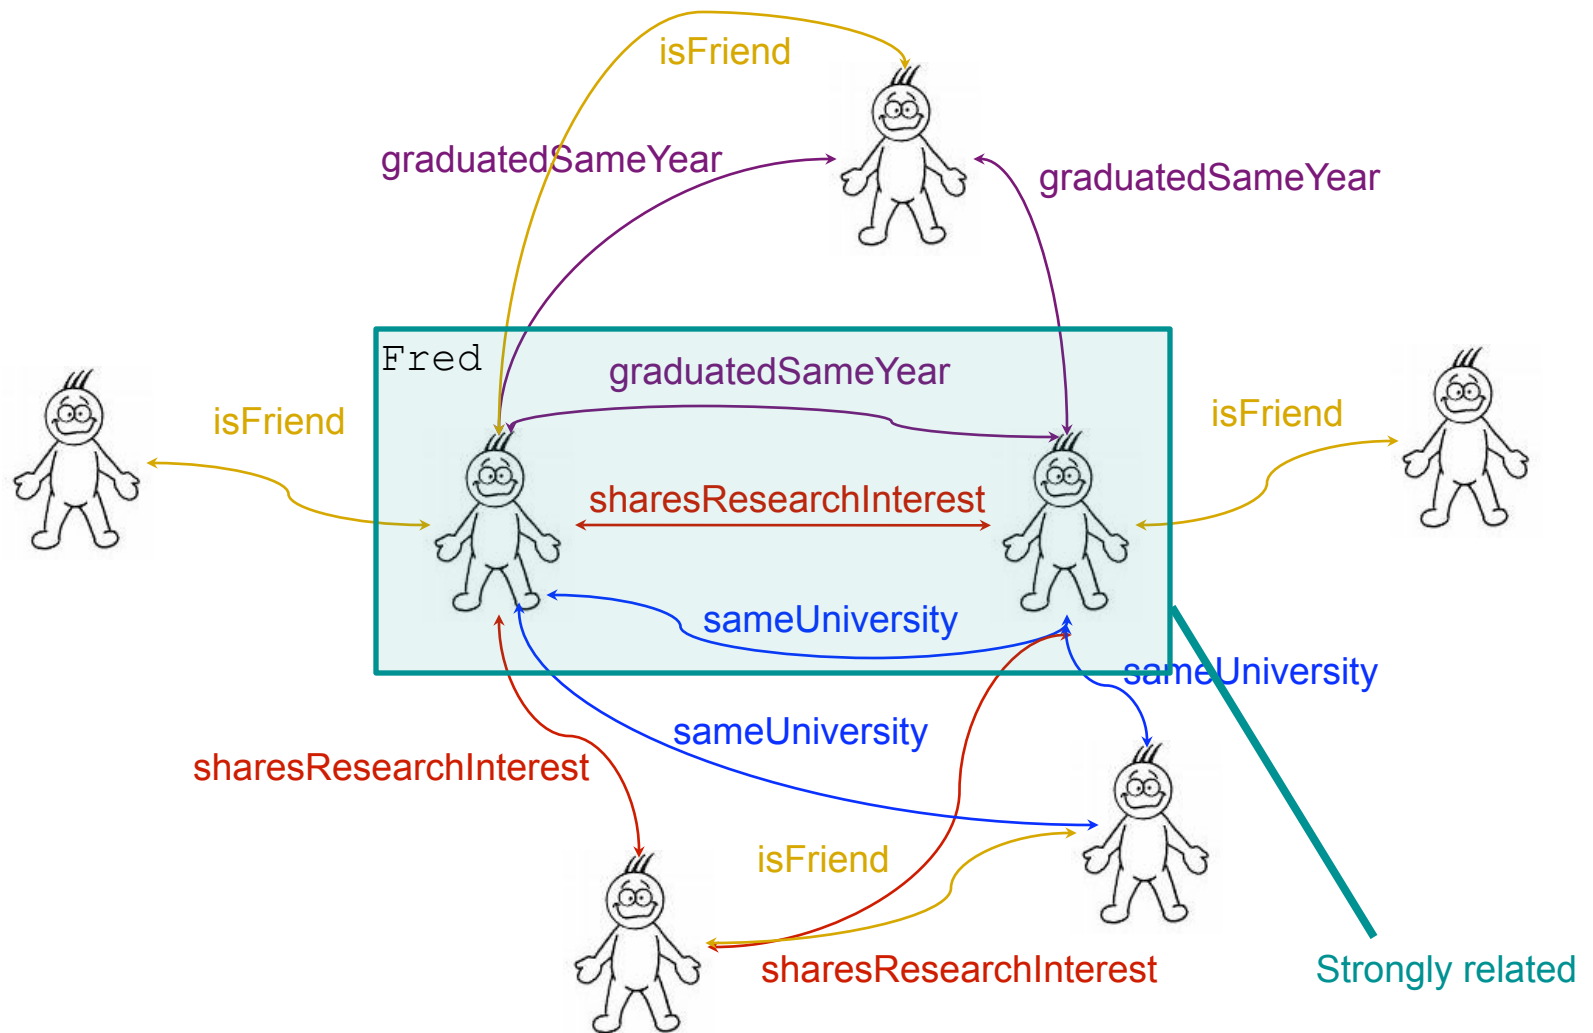 isFriend
graduatedSameYear
graduatedSameYear
Fred
graduatedSameYear
isFriend
isFriend
sharesResearchInterest
sameUniversity
sameUniversity
sameUniversity
sharesResearchInterest
isFriend
sharesResearchInterest
Strongly related